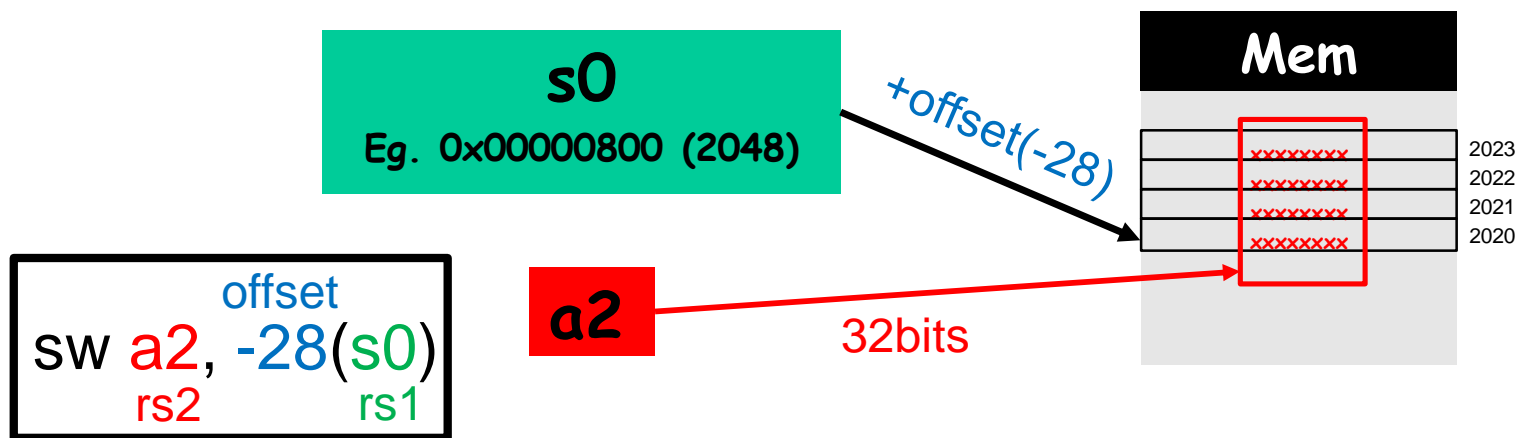 s0
Eg. 0x00000800 (2048)
+offset(-28)
Mem
xxxxxxxx 2023
xxxxxxxx 2022
xxxxxxxx 2021
xxxxxxxx 2020
offset
sw a2, -28(s0)
rs2 rs1
a2
32bits